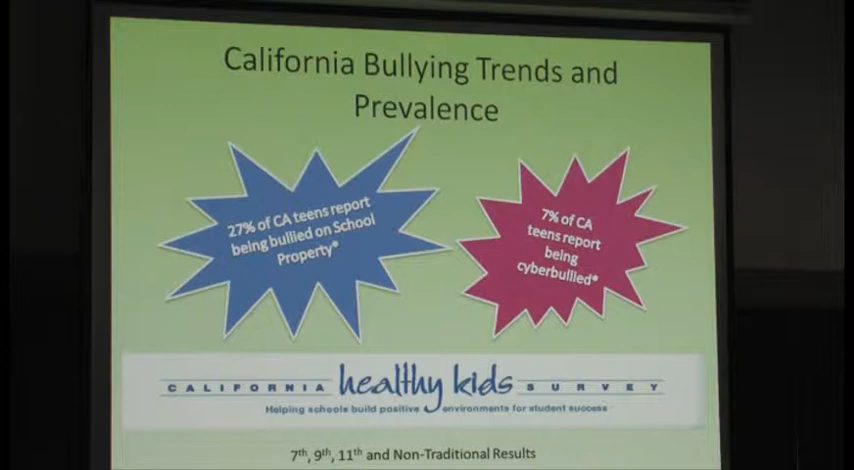 California Bullying Trends and
Prevalence
27% of CA teens report
being bullied on School
Property*
7% of CA
teens report
being
cyberbullied*
CALIFORNIA healthy kids SURVEY
Helping schools build positive environments for student success
7th, 9th, 11th and Non-Traditional Results